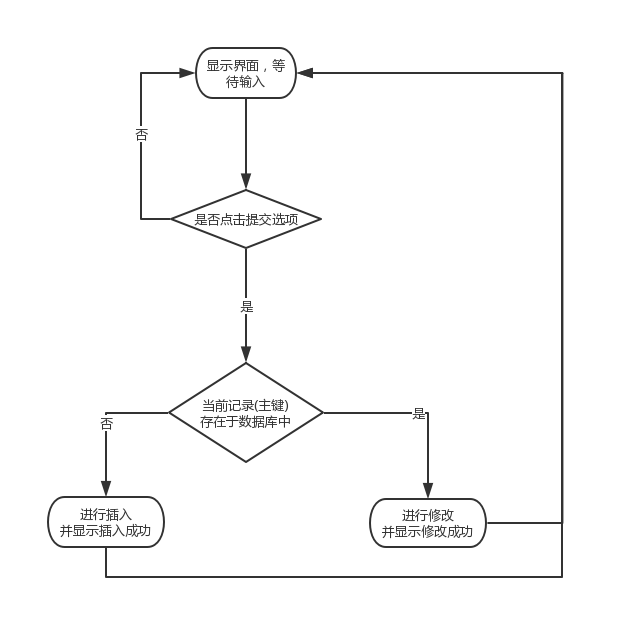 显示界面，等
待输入
否
是否点击提交选项
是
当前记录(主键)
存在于数据库中
否
是
进行插入
并显示插入成功
进行修改
并显示修改成功